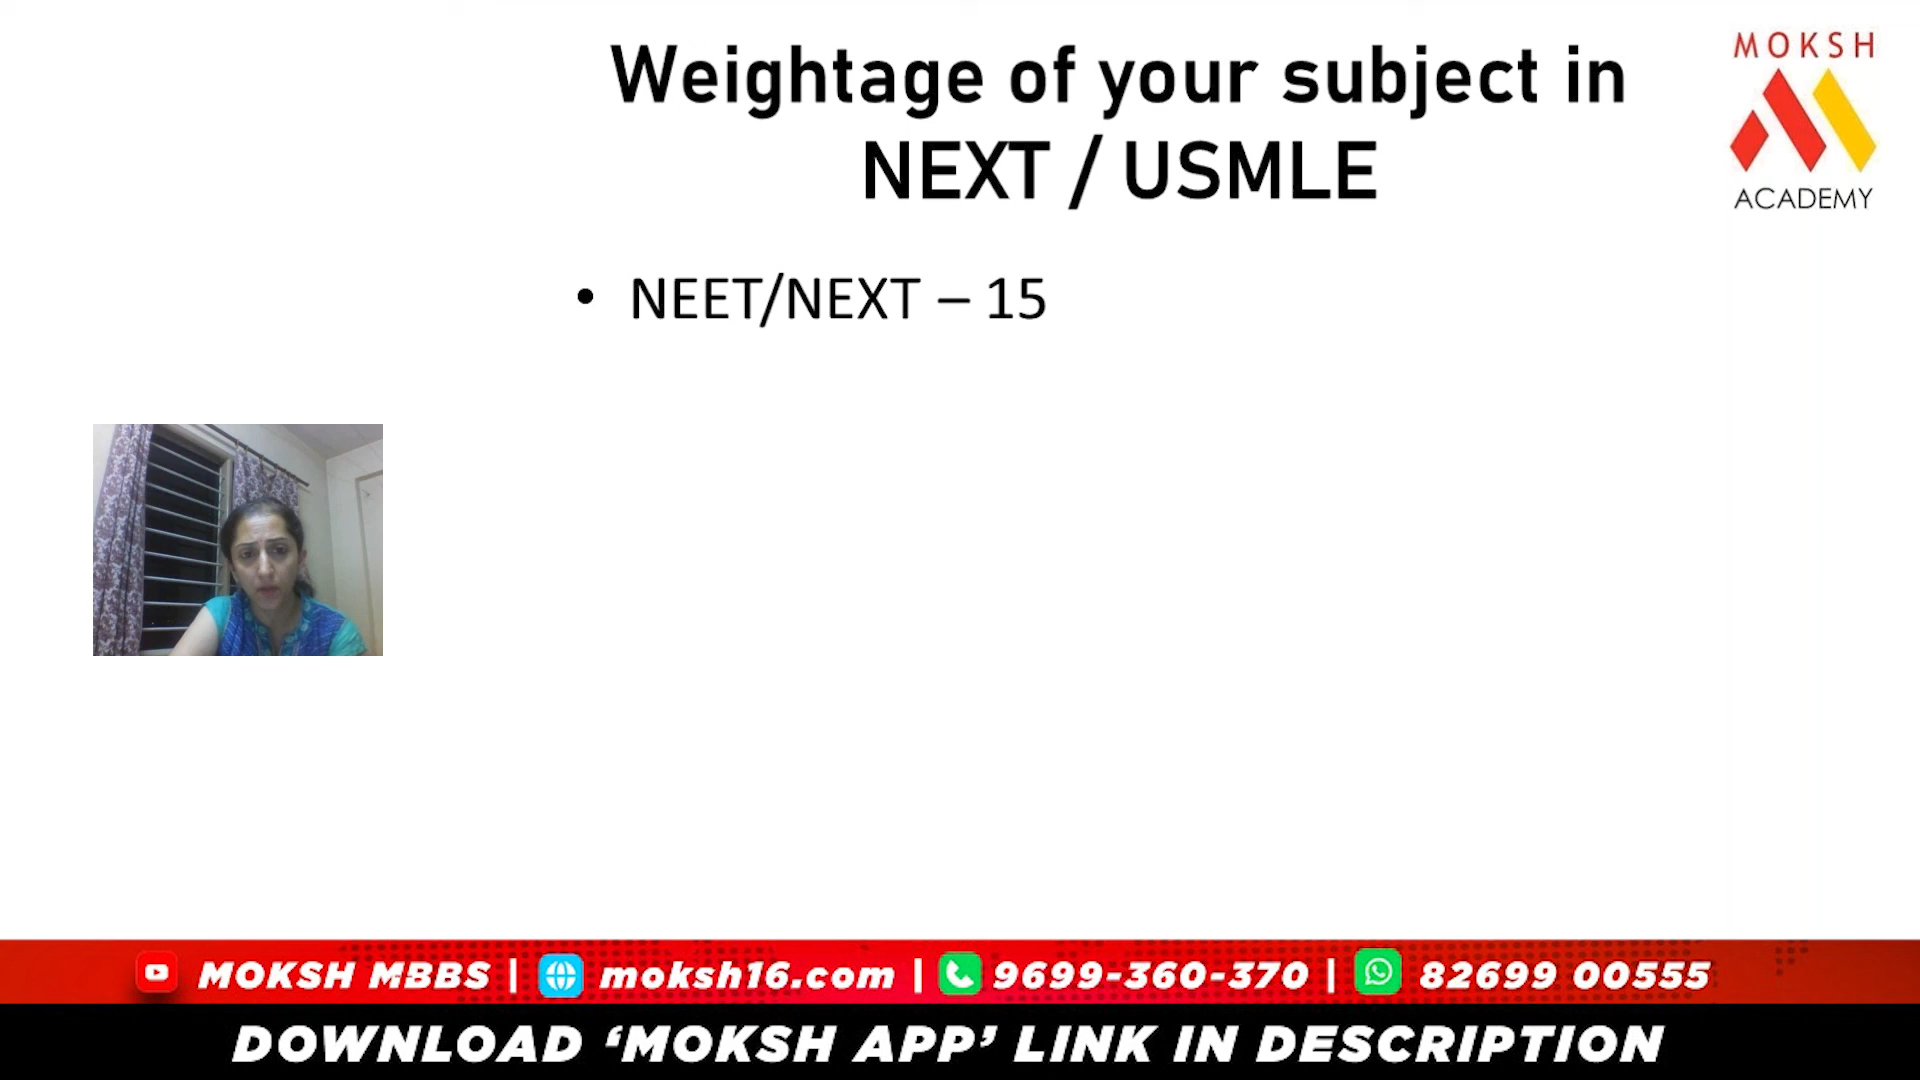 Weightage of your subject in
NEXT / USMLE
MOKSH
ACADEMY
• NEET/NEXT – 15
MOKSH MBBS | moksh16.com | 9699-360-370 | 82699 00555
DOWNLOAD ‘MOKSH APP’ LINK IN DESCRIPTION